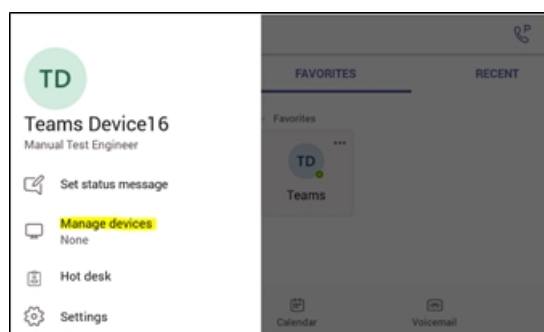 TD
Teams Device16
Manual Test Engineer
Set status message
Manage devices
None
Hot desk
Settings
P
FAVORITES
RECENT
Favorites
TD
Teams
Calendar
Voicemail